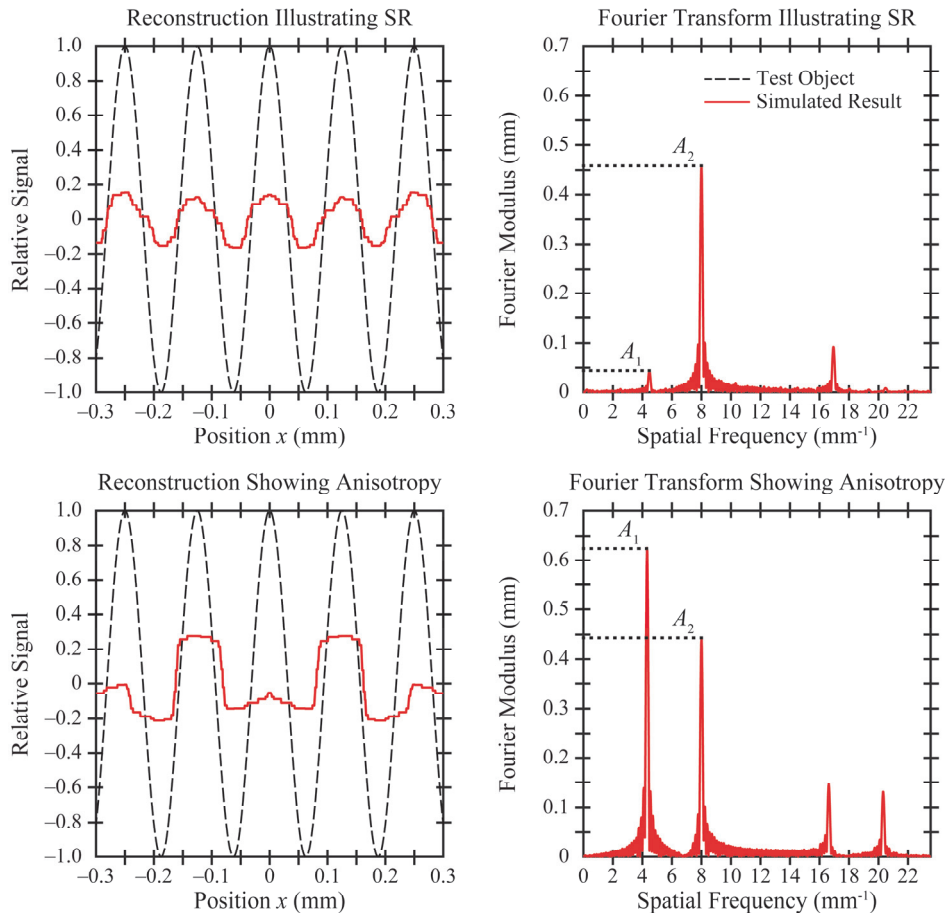 Reconstruction Illustrating SR
1.0
0.8
0.6
0.4
0.2
0
–0.2
–0.4
–0.6
–0.8
–1.0
Relative Signal
–0.3 –0.2 –0.1 0 0.1 0.2 0.3
Position x (mm)
Fourier Transform Illustrating SR
0.7
0.6
0.5
0.4
0.3
0.2
0.1
0
Fourier Modulus (mm)
Test Object
Simulated Result
A2
A1
0 2 4 6 8 10 12 14 16 18 20 22
Spatial Frequency (mm-1)
Reconstruction Showing Anisotropy
1.0
0.8
0.6
0.4
0.2
0
–0.2
–0.4
–0.6
–0.8
–1.0
Relative Signal
–0.3 –0.2 –0.1 0 0.1 0.2 0.3
Position x (mm)
Fourier Transform Showing Anisotropy
0.7
0.6
0.5
0.4
0.3
0.2
0.1
0
Fourier Modulus (mm)
A1
A2
0 2 4 6 8 10 12 14 16 18 20 22
Spatial Frequency (mm-1)